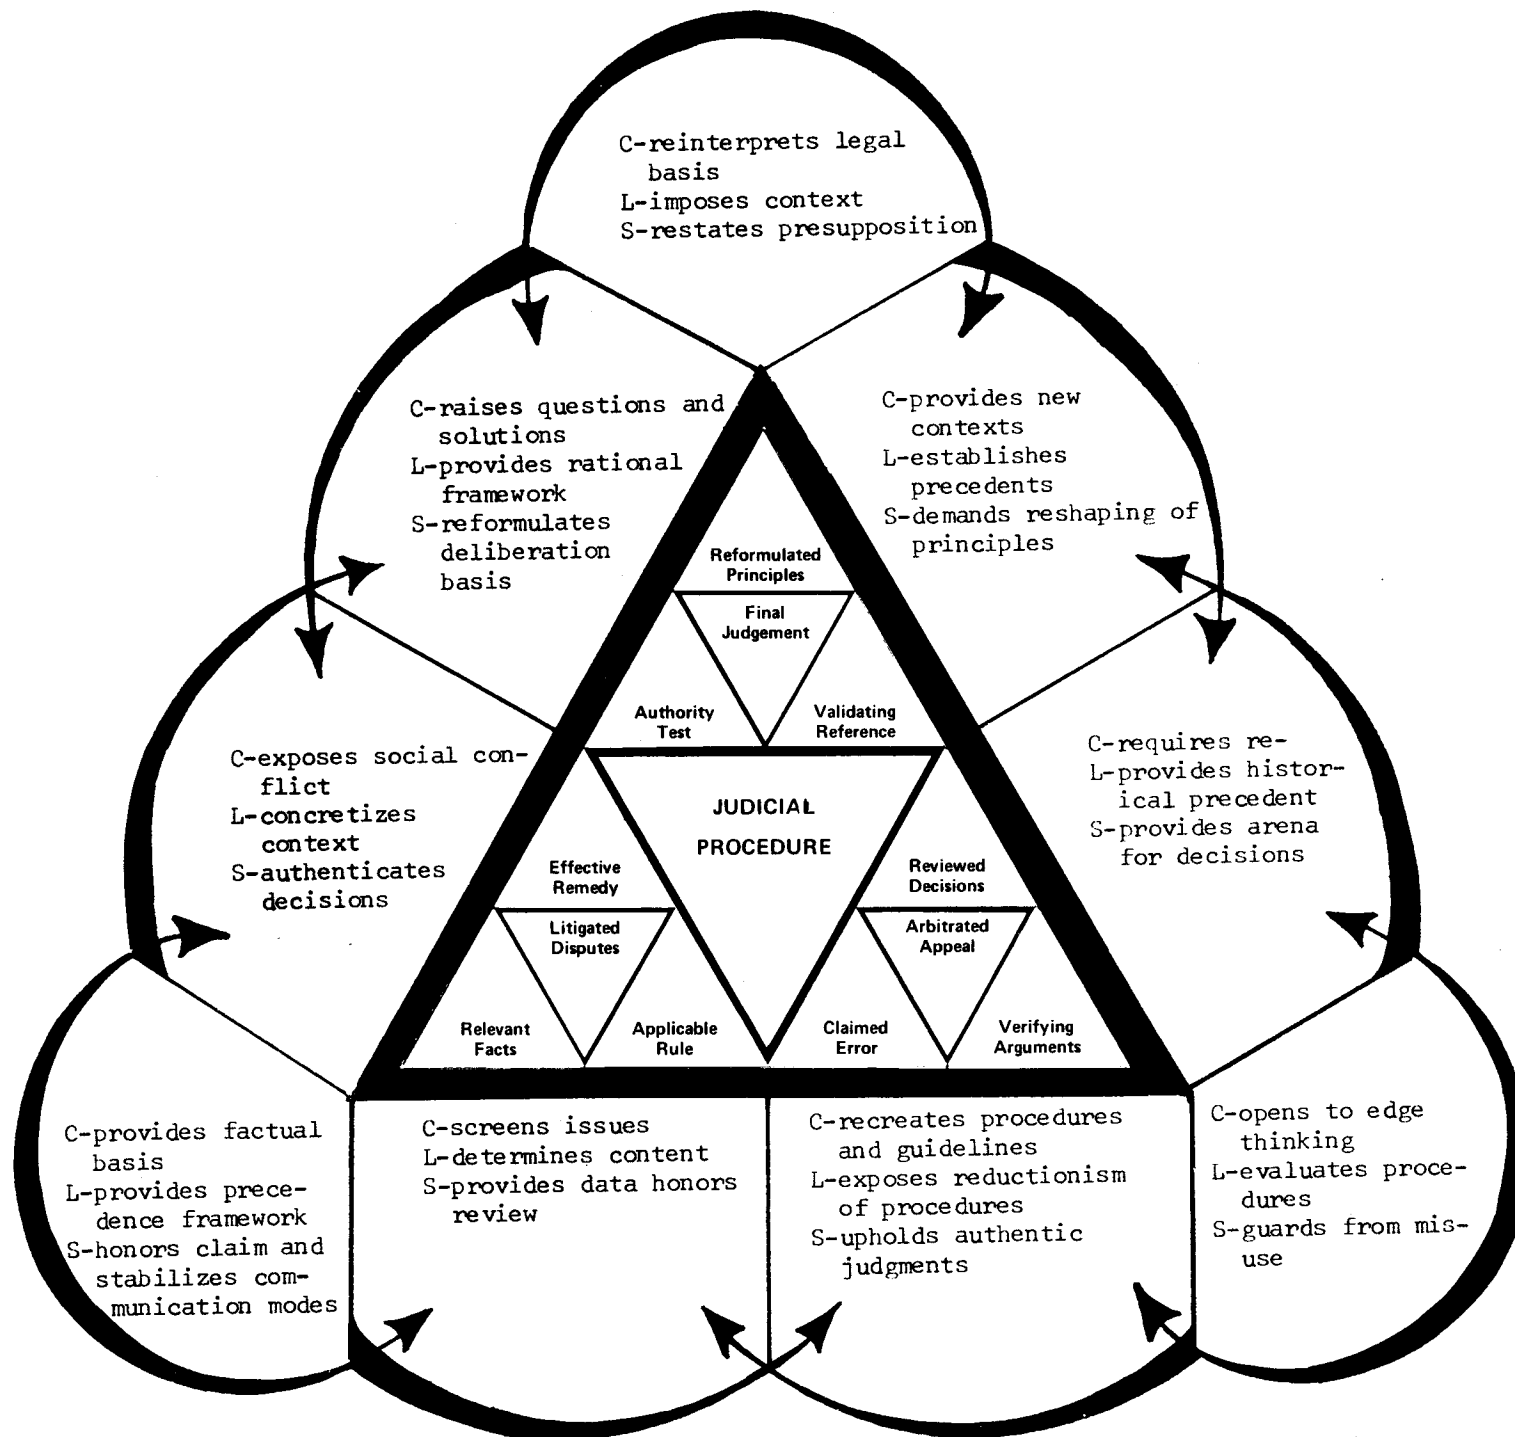 C-reinterprets legal
basis
L-imposes context
S-restates presupposition
C-raises questions and
solutions
L-provides rational
framework
S-reformulates
deliberation
basis
C-provides new
contexts
L-establishes
precedents
S-demands reshaping of
principles
Reformulated
Principles
Final
Judgement
Authority
Test
Validating
Reference
C-exposes social con-
flict
L-concretizes
context
S-authenticates
decisions
C-requires re-
L-provides histor-
ical precedent
S-provides arena
for decisions
JUDICIAL
PROCEDURE
Effective
Remedy
Litigated
Disputes
Relevant
Facts
Applicable
Rule
Reviewed
Decisions
Arbitrated
Appeal
Claimed
Error
Verifying
Arguments
C-provides factual
basis
L-provides prece-
dence framework
S-honors claim and
stabilizes com-
munication modes
C-screens issues
L-determines content
S-provides data honors
review
C-recreates procedures
and guidelines
L-exposes reductionism
of procedures
S-upholds authentic
judgments
C-opens to edge
thinking
L-evaluates proce-
dures
S-guards from mis-
use